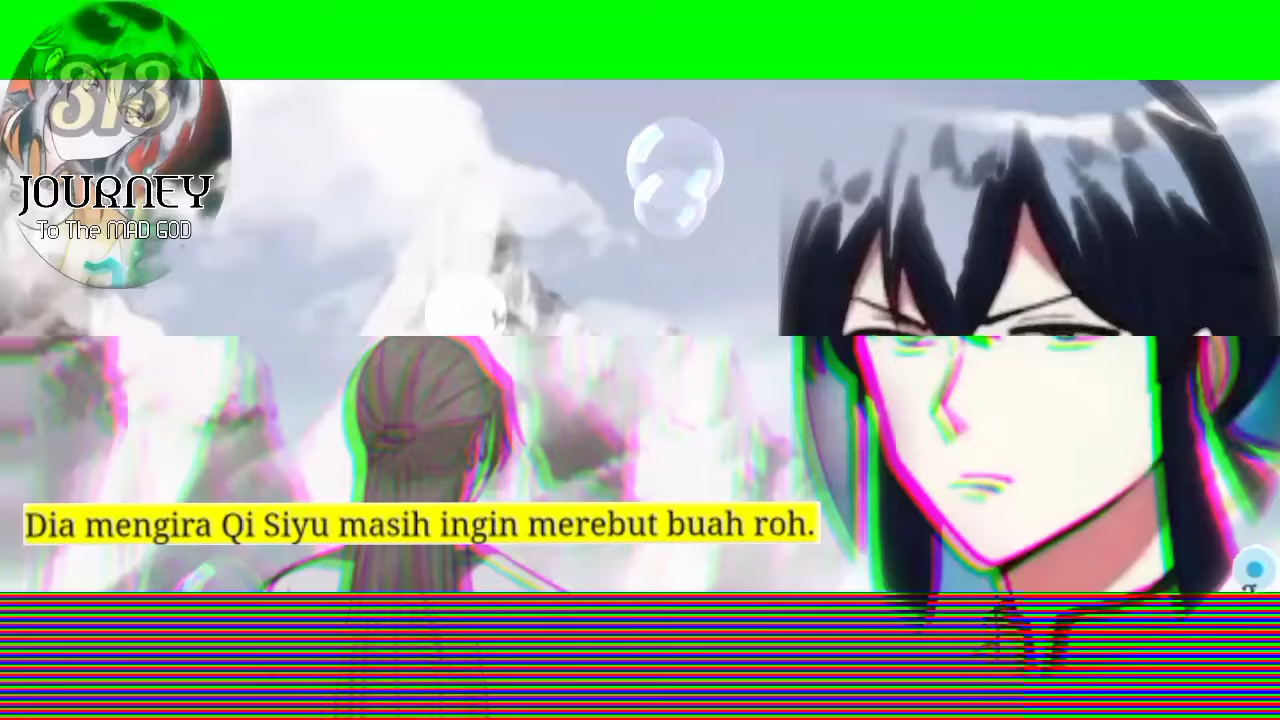 313
JOURNEY
To The MAD GOD
Dia mengira Qi Siyu masih ingin merebut buah roh.